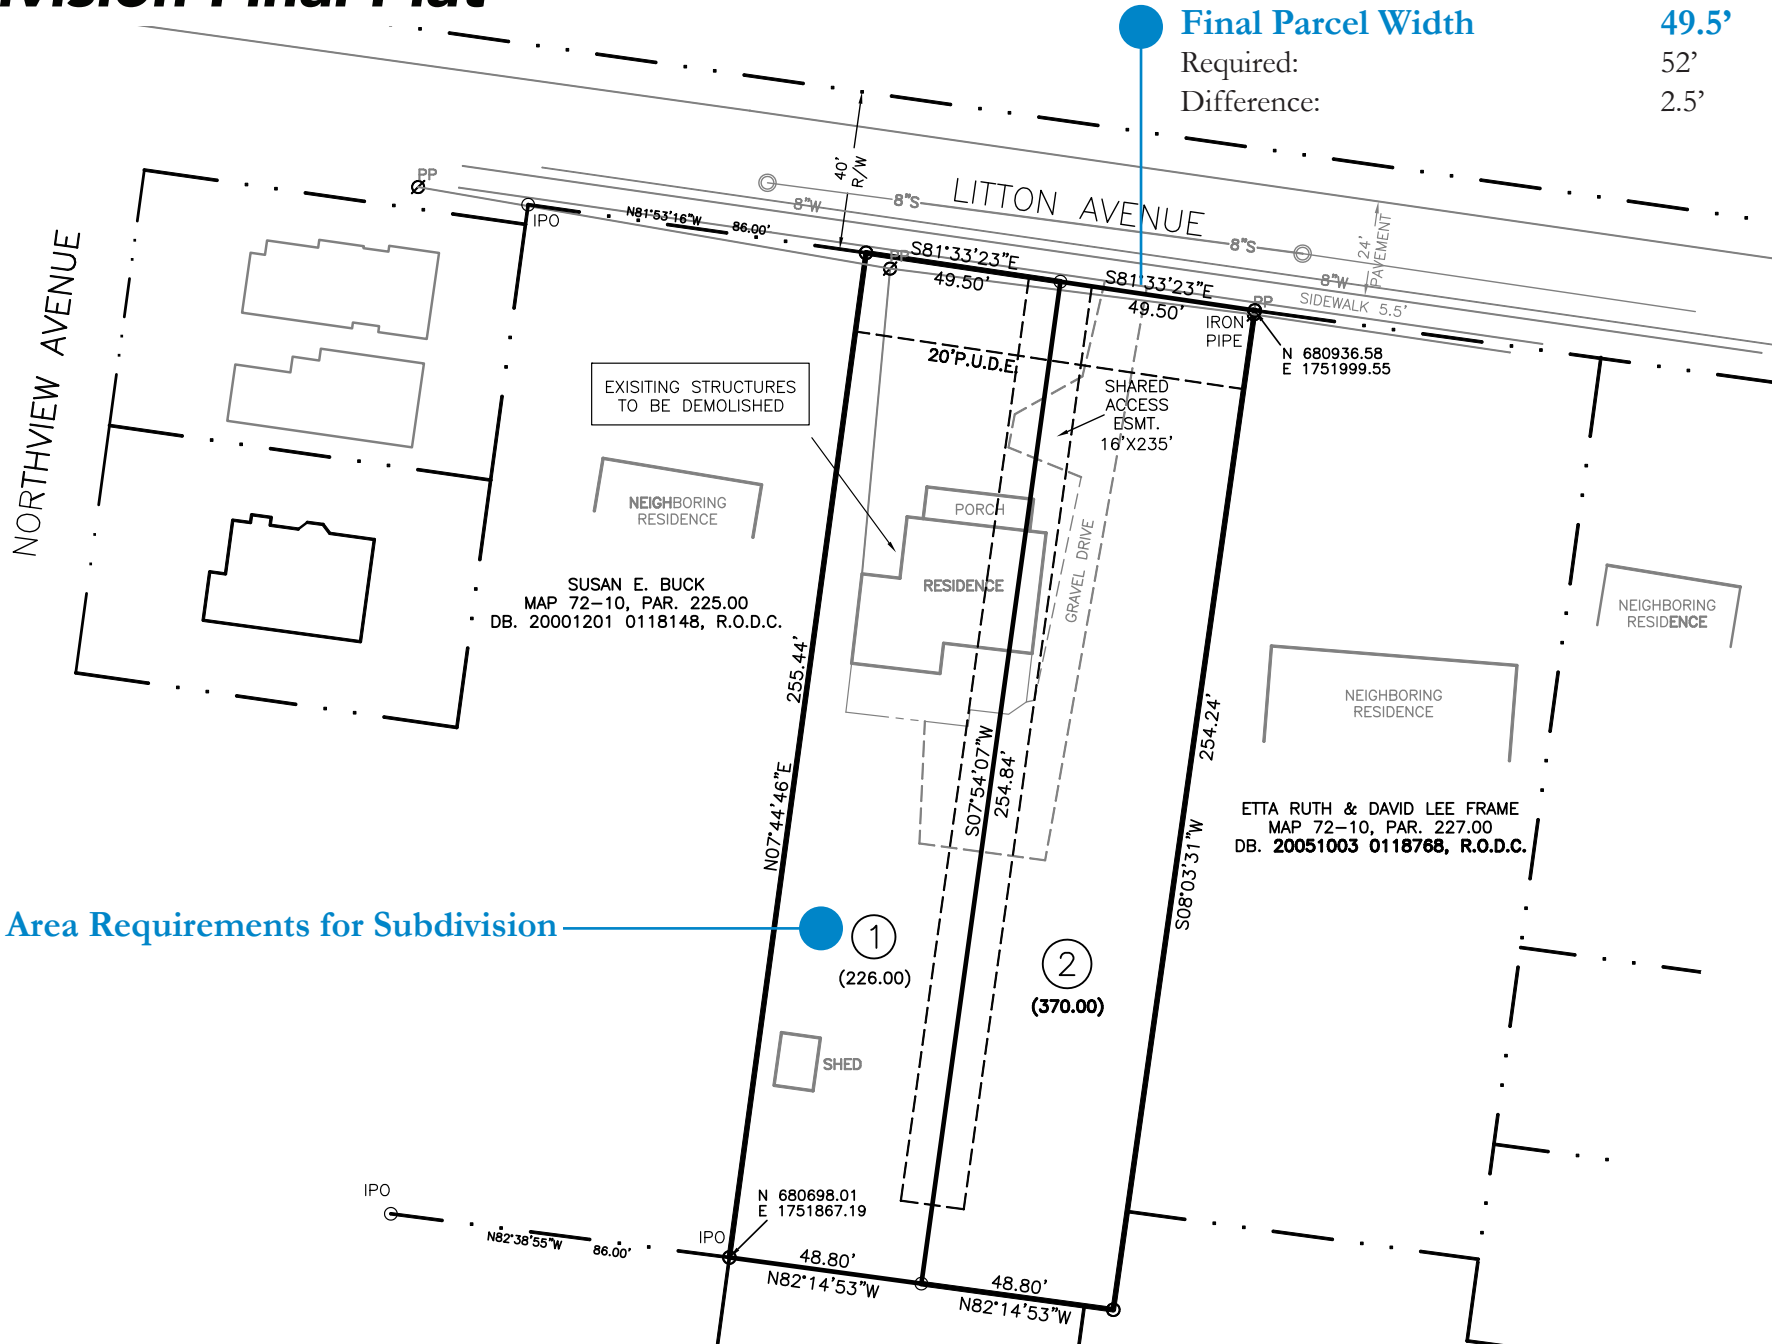 Final Plat
Final Parcel Width 49.5’
Required: 52’
Difference: 2.5’
PP
IPO
N81°53'16"W 86.00'
40'
R/W
8"W
8"S
LITTON AVENUE
8"S
8"W
24'
PAVEMENT
SIDEWALK 5.5'
NORTHVIEW AVENUE
PP
S81°33'23"E
49.50'
S81°33'23"E
49.50'
PP
IRON
PIPE
N 680936.58
E 1751999.55
20'P.U.D.E.
EXISITING STRUCTURES
TO BE DEMOLISHED
SHARED
ACCESS
ESMT.
16'X235'
NEIGHBORING
RESIDENCE
PORCH
RESIDENCE
GRAVEL DRIVE
SUSAN E. BUCK
MAP 72-10, PAR. 225.00
DB. 20001201 0118148, R.O.D.C.
NEIGHBORING
RESIDENCE
NEIGHBORING
RESIDENCE
255.44'
N07°44'46"E
S07°54'07"W
254.84'
254.24'
S08°03'31"W
ETTA RUTH & DAVID LEE FRAME
MAP 72-10, PAR. 227.00
DB. 20051003 0118768, R.O.D.C.
Area Requirements for Subdivision
1
(226.00)
2
(370.00)
SHED
N 680698.01
E 1751867.19
IPO
N82°38'55"W 86.00'
IPO
48.80'
N82°14'53"W
48.80'
N82°14'53"W